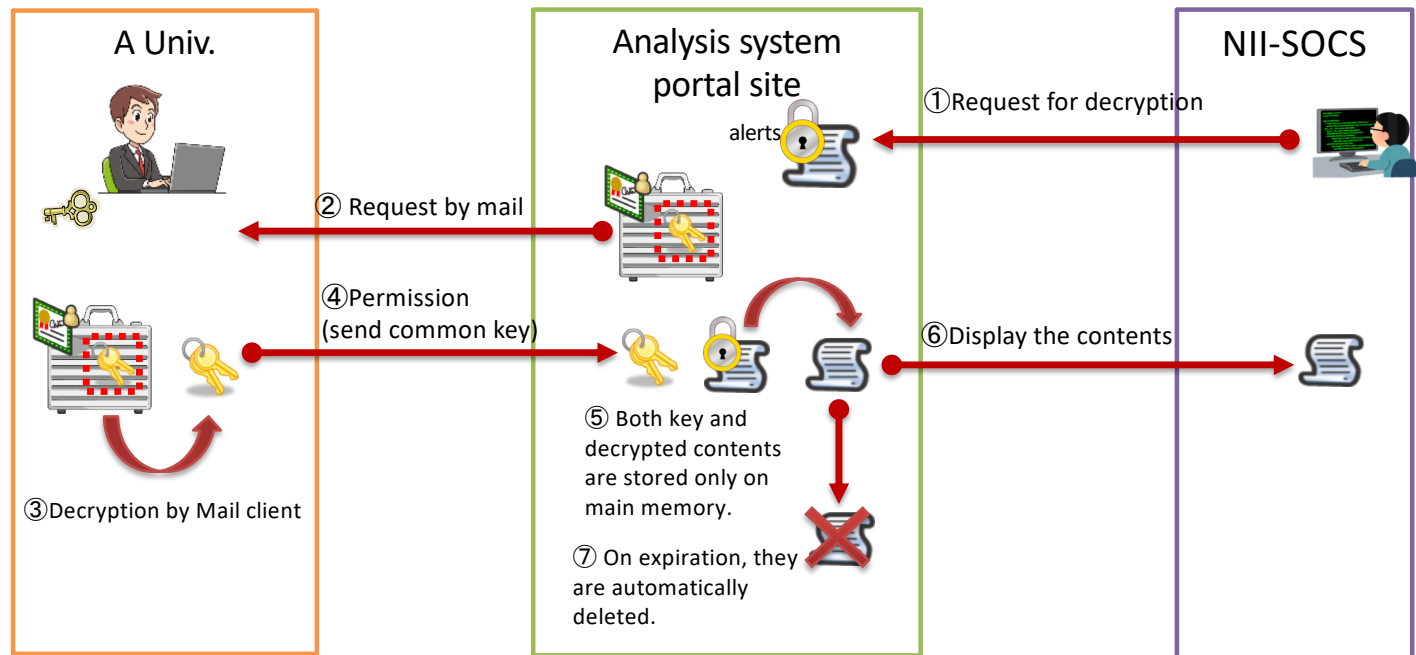 A Univ.
Analysis system
portal site
NII-SOCS
①Request for decryption
alerts
② Request by mail
④Permission
(send common key)
⑥Display the contents
⑤ Both key and
decrypted contents
are stored only on
main memory.
③Decryption by Mail client
⑦ On expiration, they
are automatically
deleted.